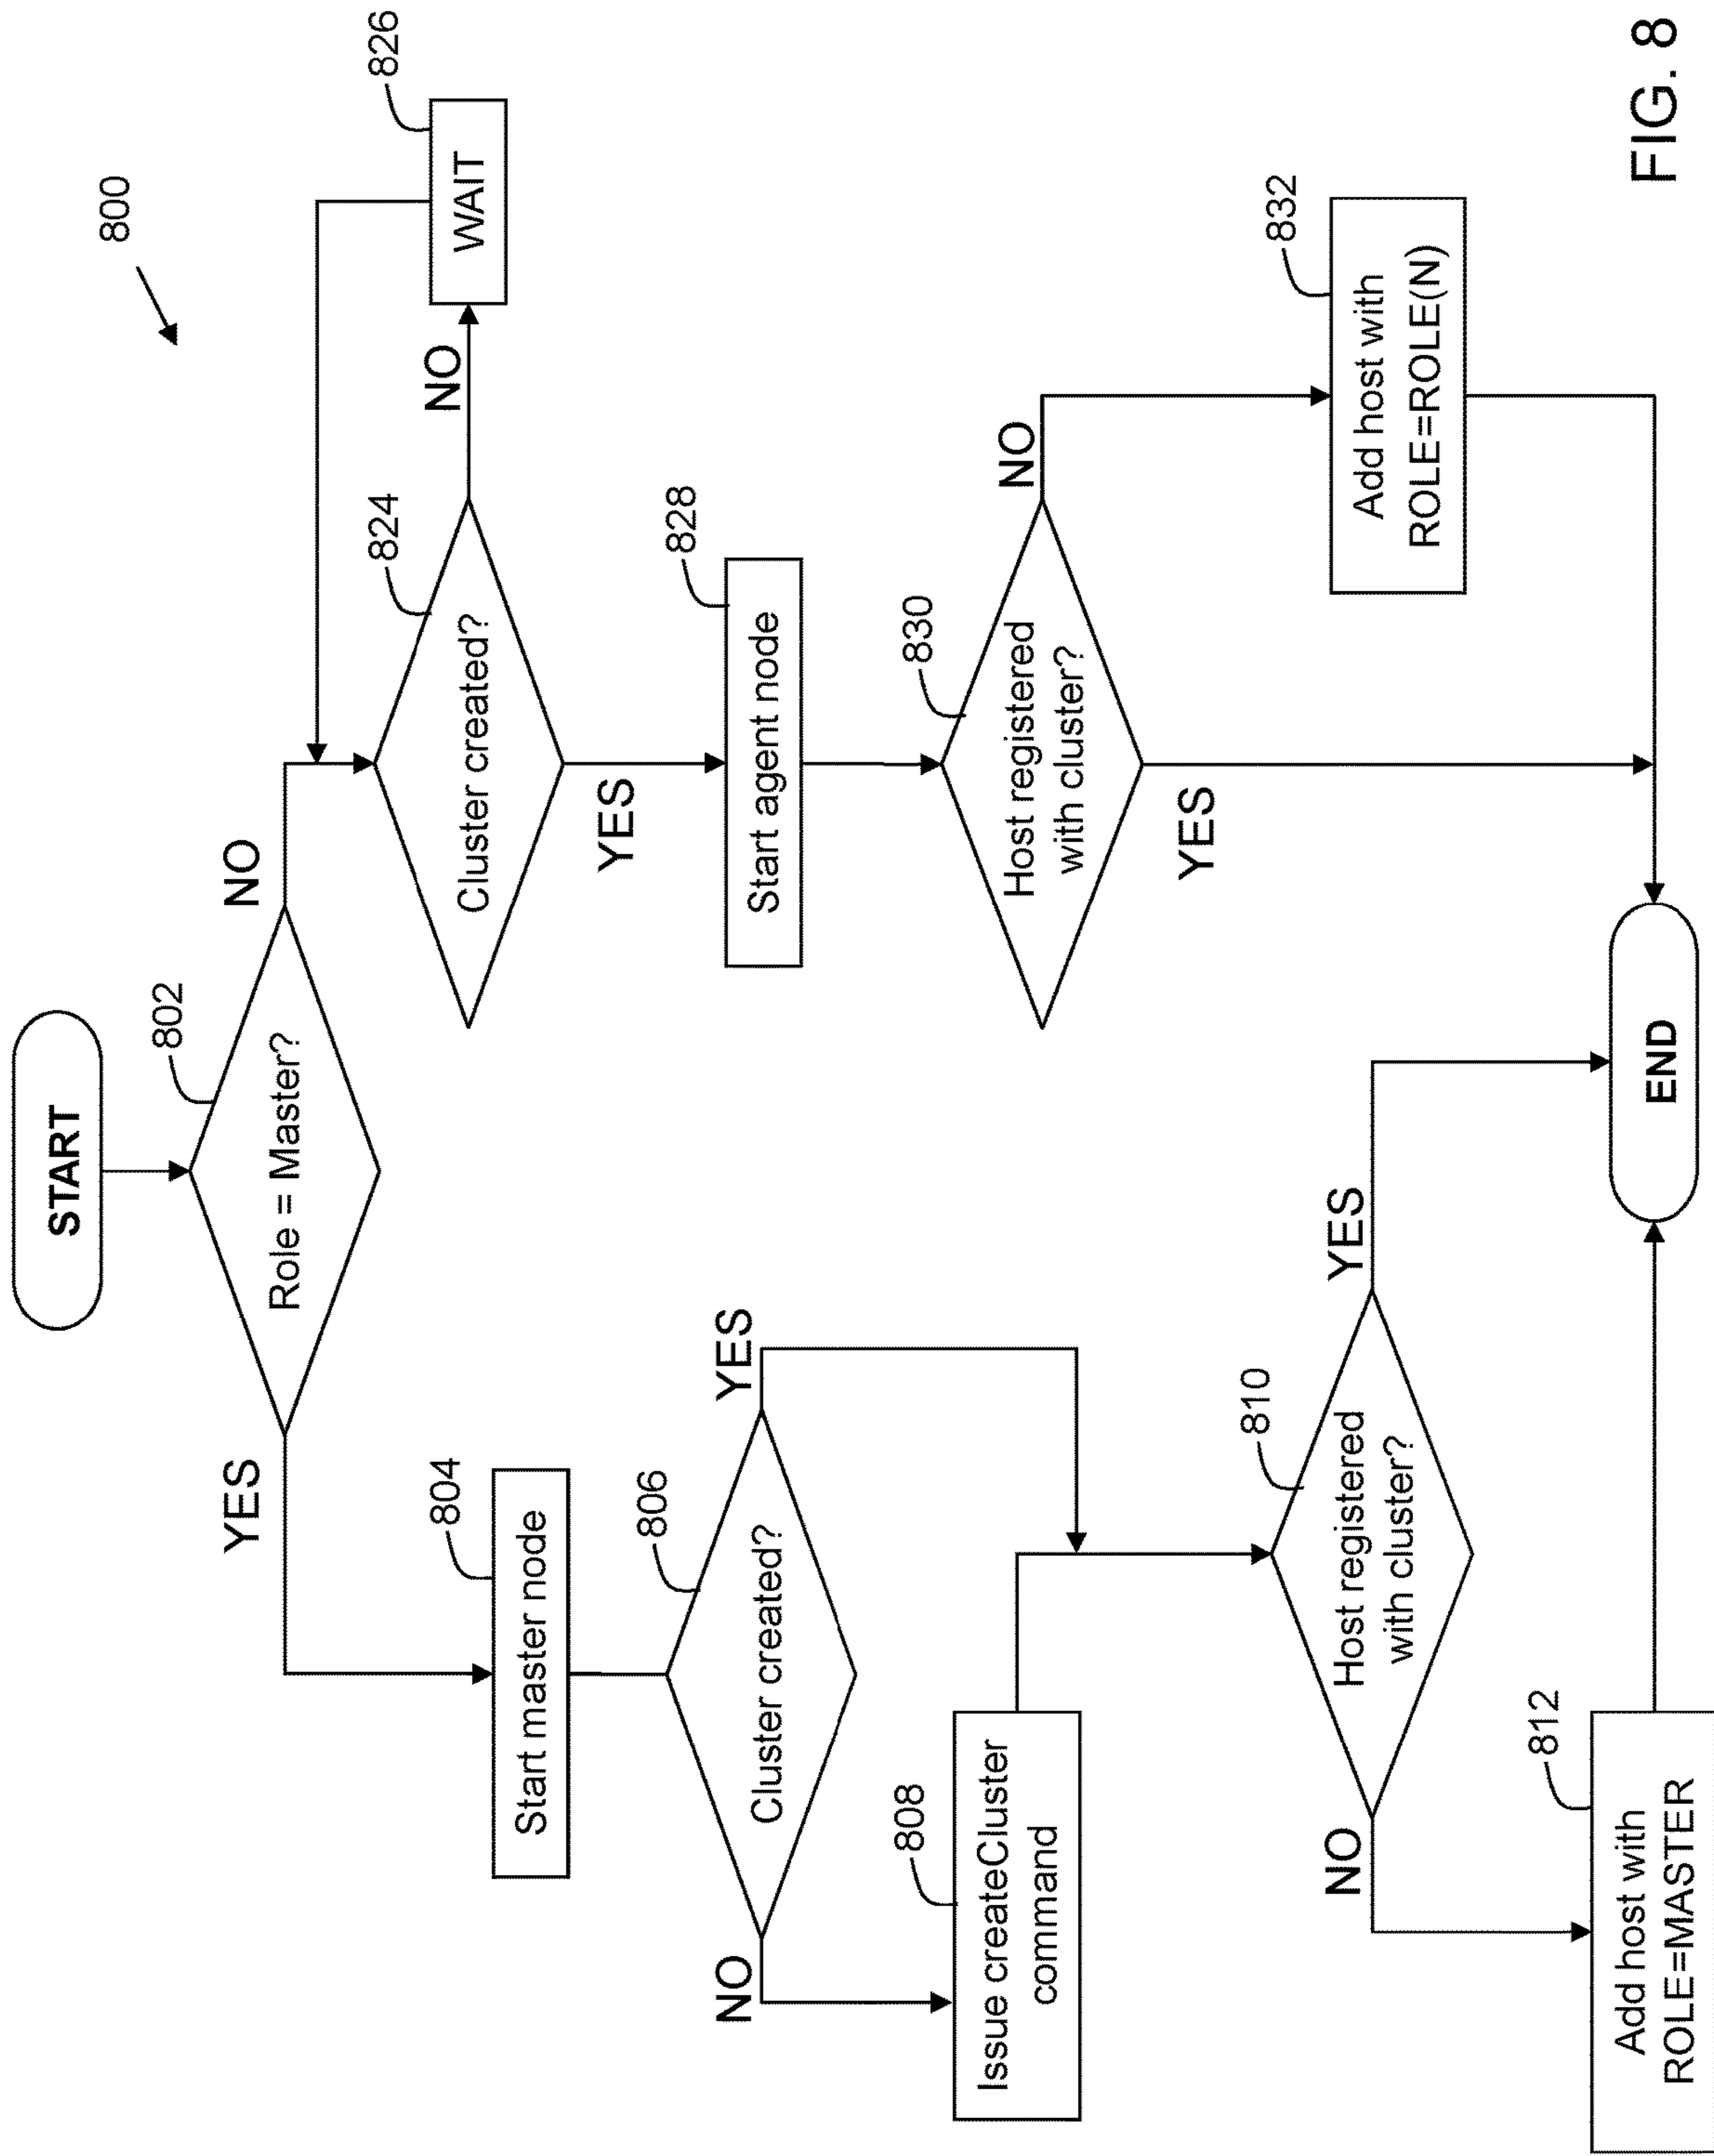 800
START
802
Role = Master?
YES
NO
804
Start master node
806
Cluster created?
NO
YES
808
Issue createCluster
command
810
Host registered
with cluster?
NO
YES
812
Add host with
ROLE=MASTER
824
Cluster created?
NO
826
WAIT
YES
828
Start agent node
830
Host registered
with cluster?
NO
YES
832
Add host with
ROLE=ROLE(N)
END
FIG. 8